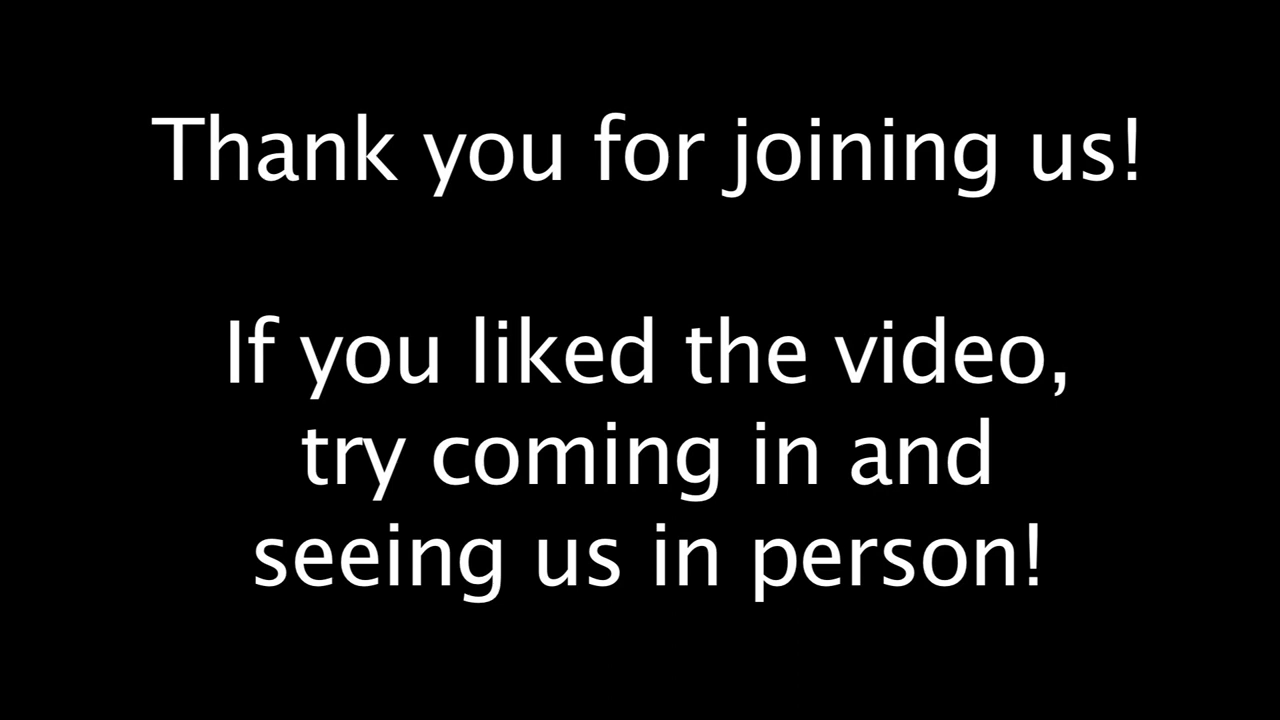 Thank you for joining us!
If you liked the video,
try coming in and
seeing us in person!